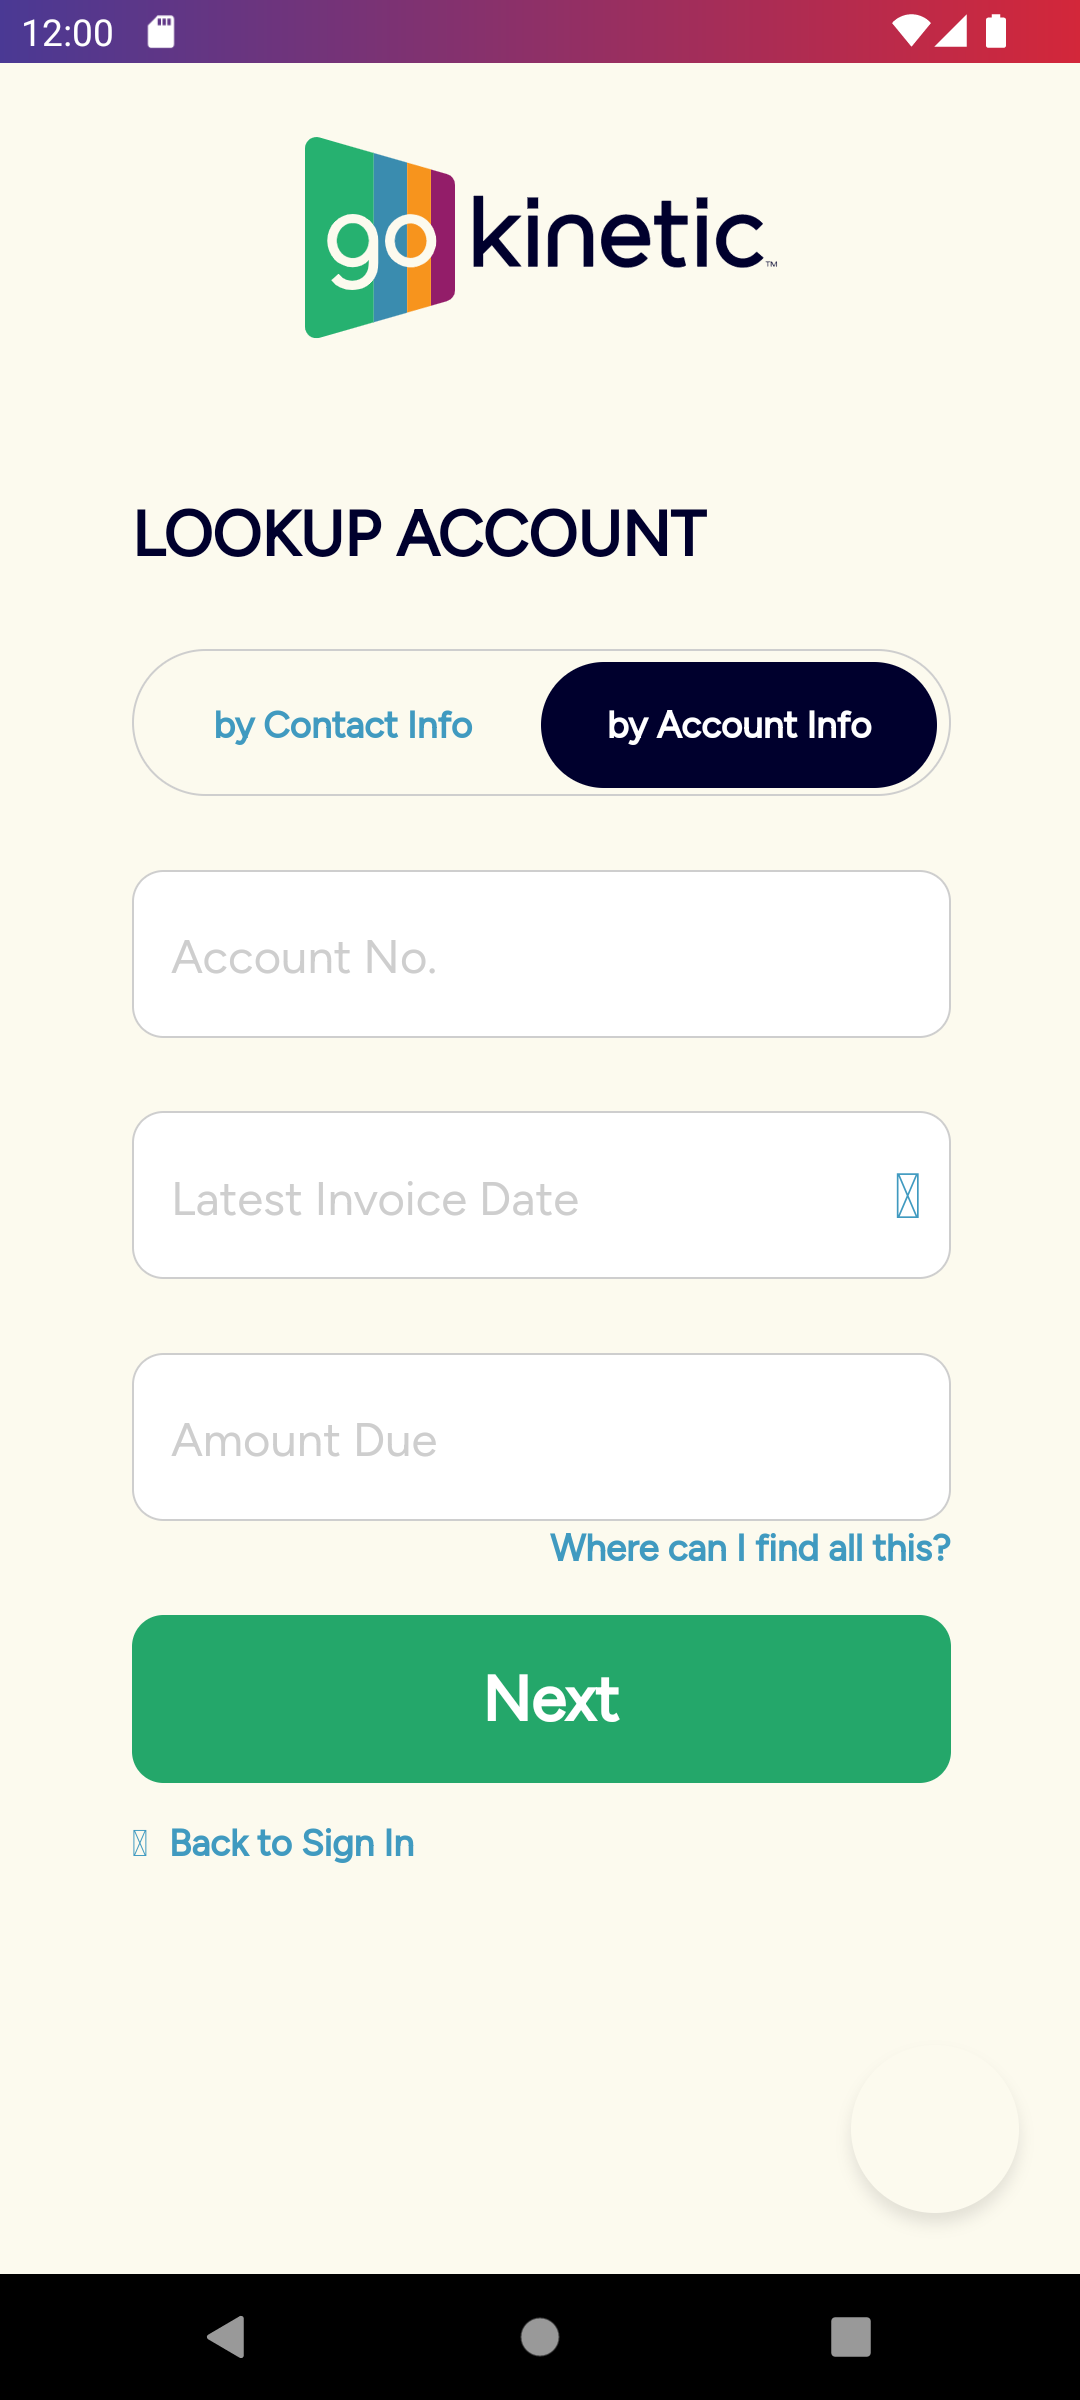 12:00
go kinetic™
LOOKUP ACCOUNT
by Contact Info
by Account Info
Account No.
Latest Invoice Date
Amount Due
Where can I find all this?
Next
Back to Sign In